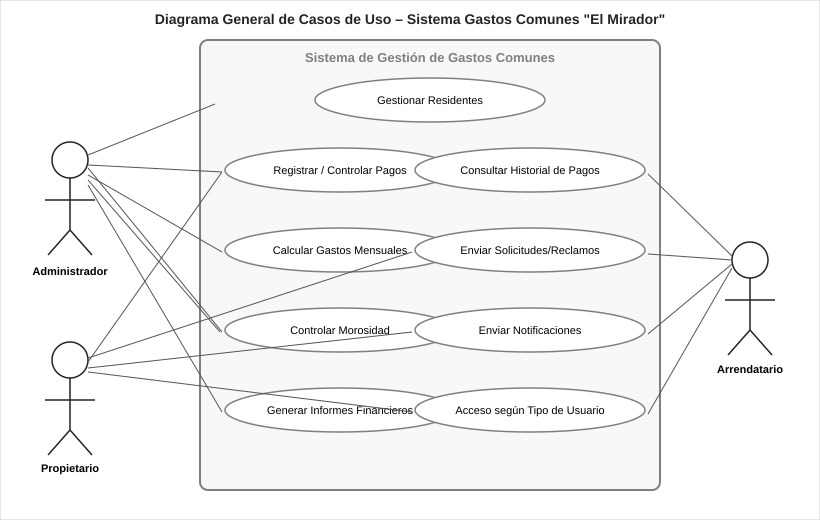 Diagrama General de Casos de Uso – Sistema Gastos Comunes "El Mirador"
Sistema de Gestión de Gastos Comunes
Gestionar Residentes
Registrar / Controlar Pagos
Consultar Historial de Pagos
Calcular Gastos Mensuales
Enviar Solicitudes/Reclamos
Administrador
Controlar Morosidad
Enviar Notificaciones
Arrendatario
Generar Informes Financieros
Acceso según Tipo de Usuario
Propietario